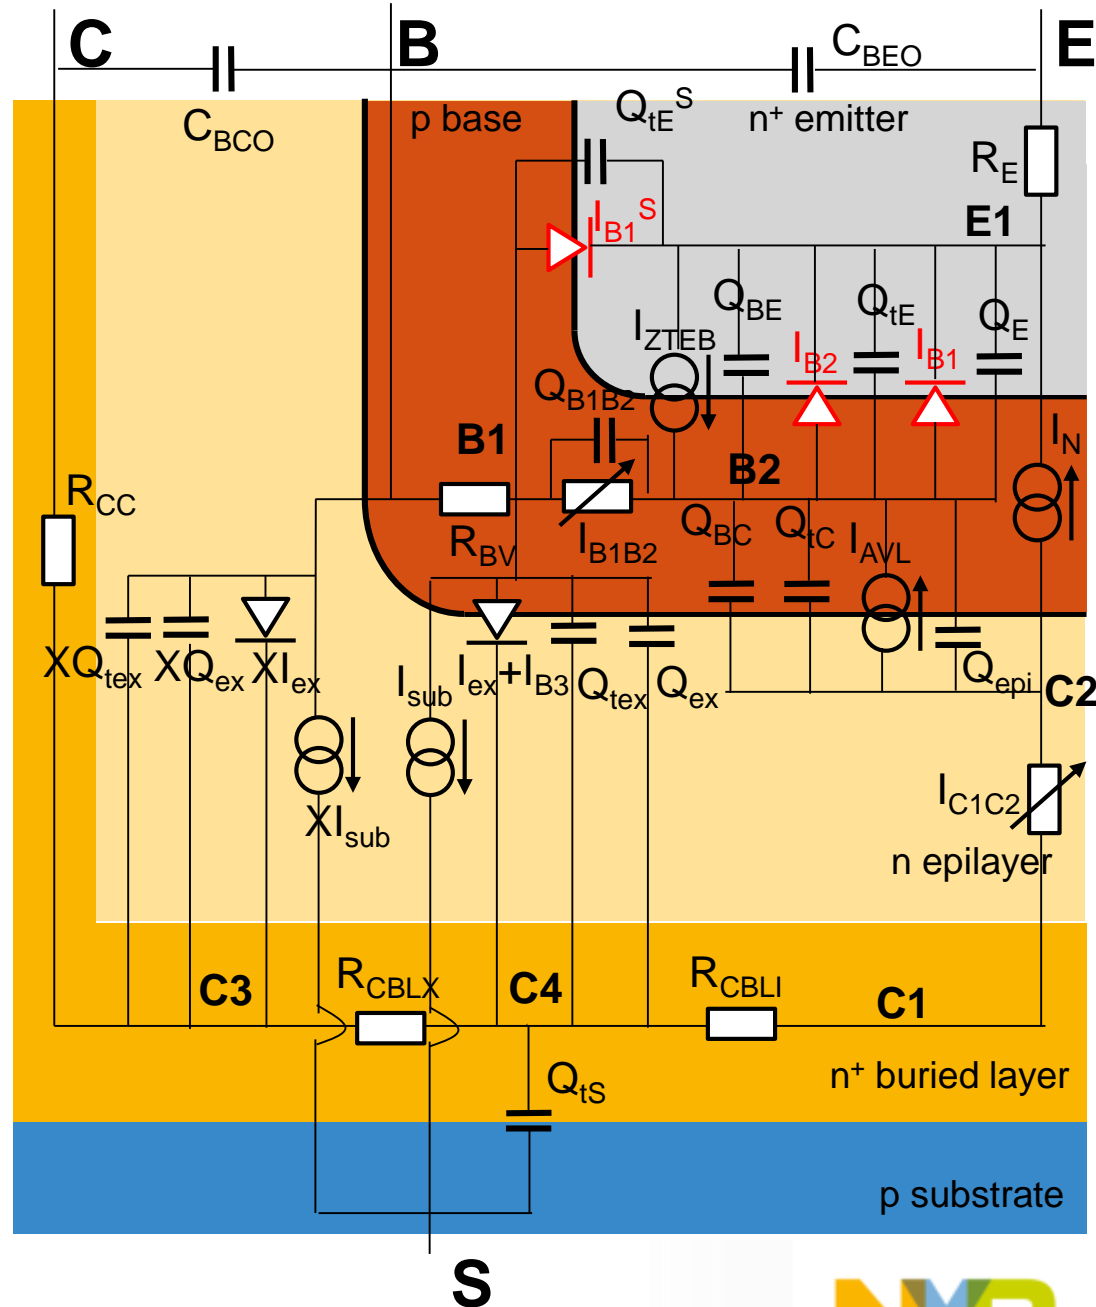 C
B
E
C_BEO
C_BCO
p base
Q_tE^S
n⁺ emitter
R_E
I_B1^S
E1
Q_BE
Q_tE
Q_E
I_ZTEB
I_B2
I_B1
Q_B1B2
I_N
B1
B2
R_CC
R_BV
I_B1B2
Q_BC
Q_tC
I_AVL
XQ_tex
XQ_ex
XI_ex
I_sub
I_ex+I_B3
Q_tex
Q_ex
Q_epi
C2
XI_sub
I_C1C2
n epilayer
C3
R_CBLX
C4
R_CBLI
C1
Q_tS
n⁺ buried layer
p substrate
S